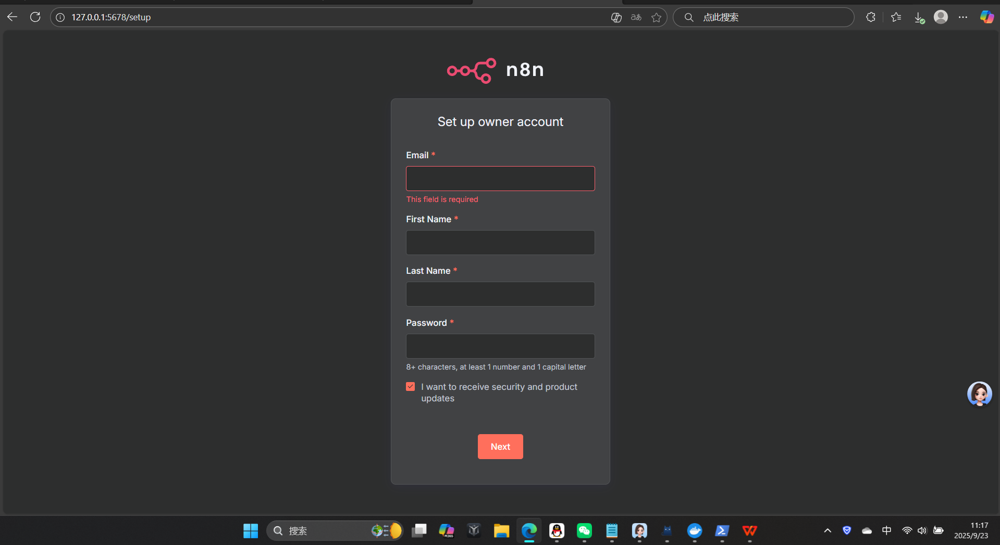 127.0.0.1:5678/setup
点此搜索
n8n
Set up owner account
Email *
This field is required
First Name *
Last Name *
Password *
8+ characters, at least 1 number and 1 capital letter
I want to receive security and product
updates
Next
搜索
M365
中
11:17
2025/9/23